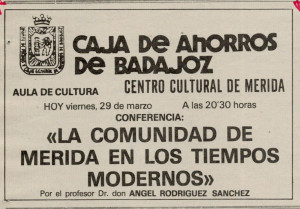 CAJA DE AHORROS
DE BADAJOZ
AULA DE CULTURA
CENTRO CULTURAL DE MERIDA
HOY viernes, 29 de marzo A las 20'30 horas
CONFERENCIA:
«LA COMUNIDAD DE
MERIDA EN LOS TIEMPOS
MODERNOS»
Por el profesor Dr. don ANGEL RODRIGUEZ SANCHEZ